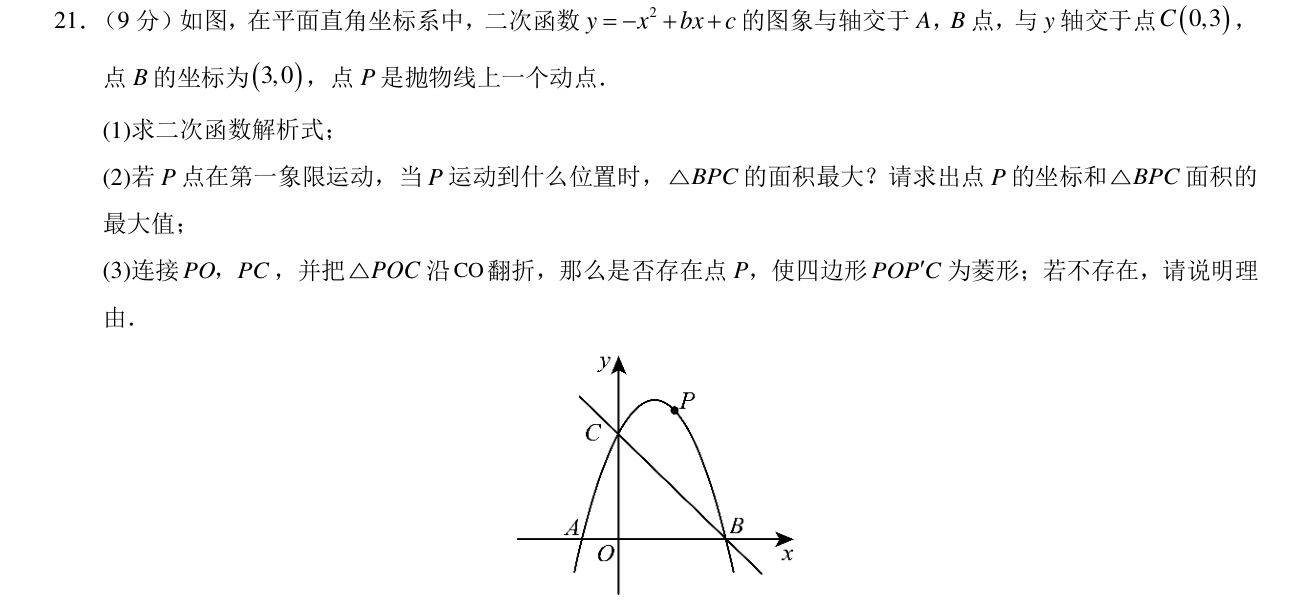 21．（9 分）如图，在平面直角坐标系中，二次函数 y＝−x²＋bx＋c 的图象与轴交于 A，B 点，与 y 轴交于点 C(0,3)，
点 B 的坐标为(3,0)，点 P 是抛物线上一个动点．
(1)求二次函数解析式；
(2)若 P 点在第一象限运动，当 P 运动到什么位置时，△BPC 的面积最大？请求出点 P 的坐标和△BPC 面积的
最大值；
(3)连接 PO，PC，并把△POC 沿 CO 翻折，那么是否存在点 P，使四边形 POP′C 为菱形；若不存在，请说明理
由．
y
P
C
A
B
O
x